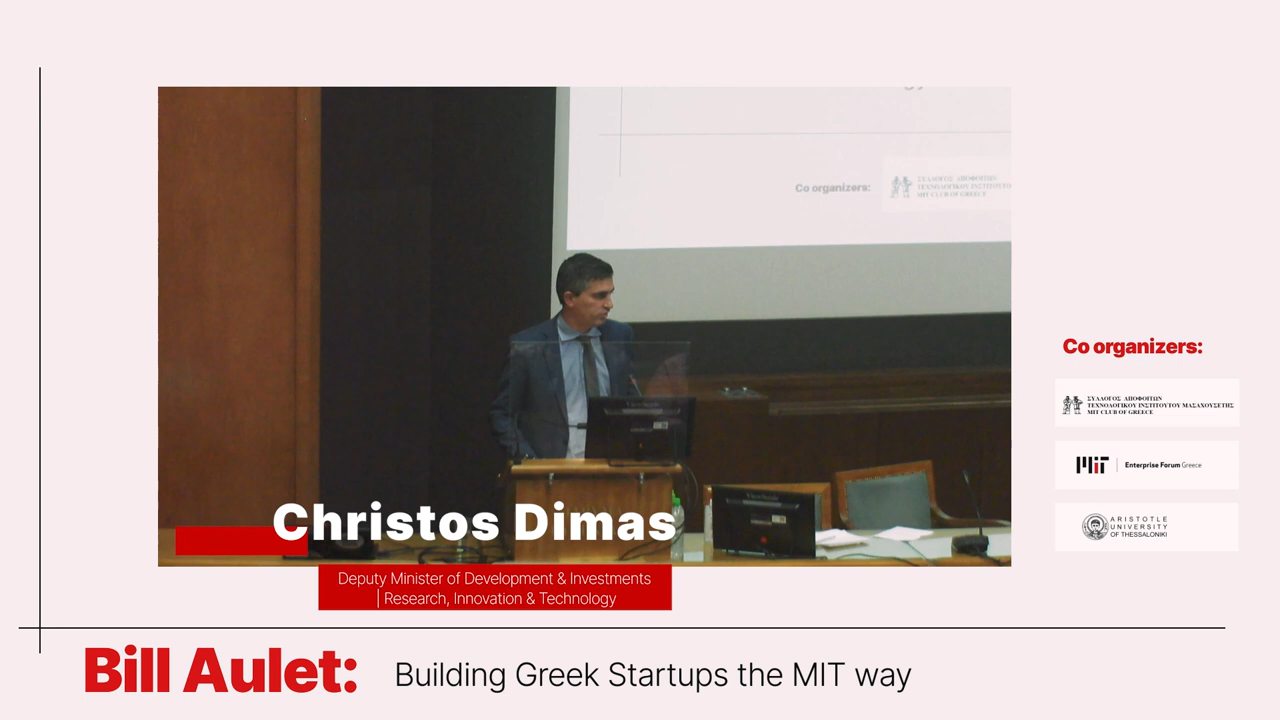 Co organizers:
ΣΥΛΛΟΓΟΣ ΑΠΟΦΟΙΤΩΝ
ΤΕΧΝΟΛΟΓΙΚΟΥ ΙΝΣΤΙΤΟΥΤΟΥ
MIT CLUB OF GREECE
Co organizers:
ΣΥΛΛΟΓΟΣ ΑΠΟΦΟΙΤΩΝ
ΤΕΧΝΟΛΟΓΙΚΟΥ ΙΝΣΤΙΤΟΥΤΟΥ ΜΑΣΑΧΟΥΣΕΤΗΣ
MIT CLUB OF GREECE
MIT Enterprise Forum Greece
ARISTOTLE
UNIVERSITY
OF THESSALONIKI
Christos Dimas
Deputy Minister of Development & Investments
| Research, Innovation & Technology
Bill Aulet: Building Greek Startups the MIT way